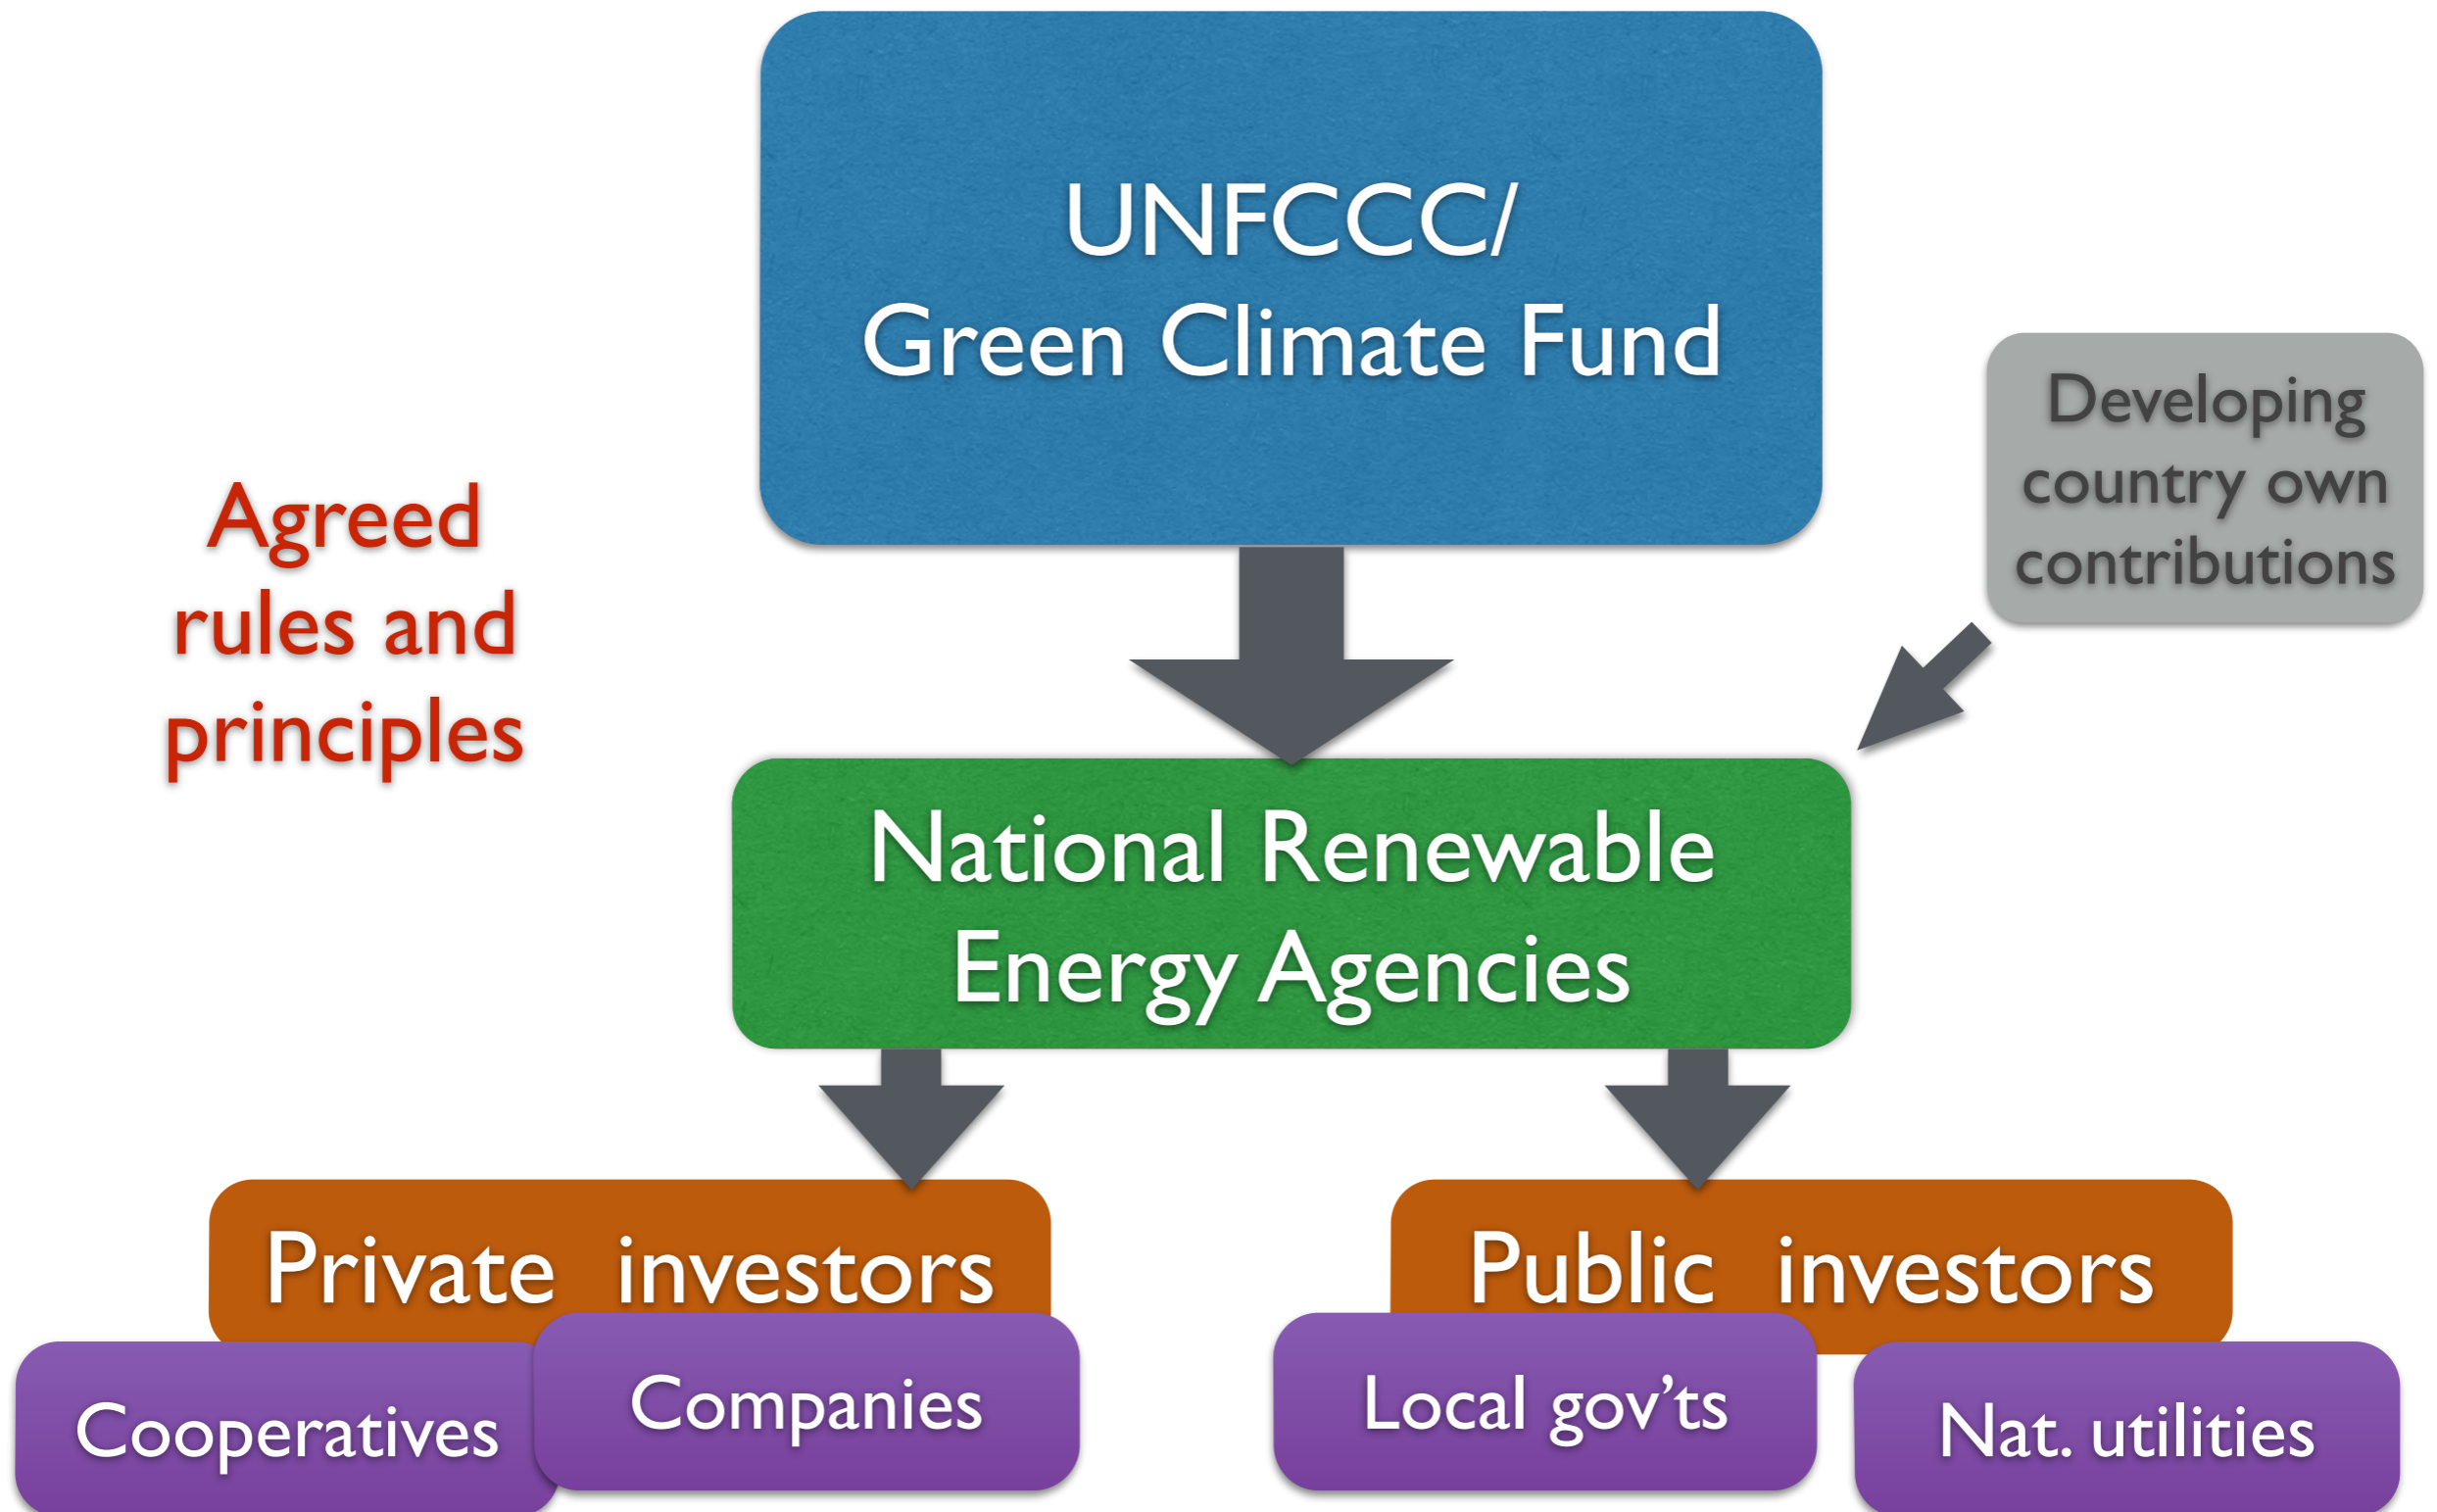 UNFCCC/
Green Climate Fund
Developing
country own
contributions
Agreed
rules and
principles
National Renewable
Energy Agencies
Private investors
Public investors
Cooperatives
Companies
Local gov’ts
Nat. utilities